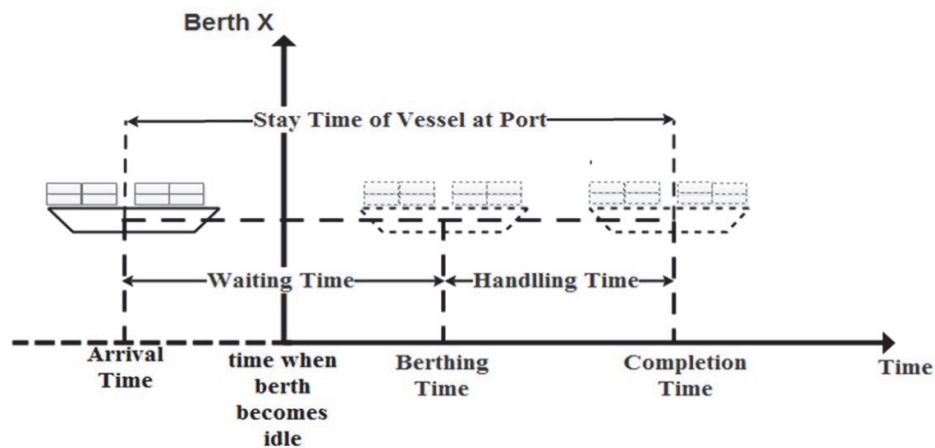 Berth X
Stay Time of Vessel at Port
Waiting Time
Handlling Time
Arrival
Time
time when
berth
becomes
idle
Berthing
Time
Completion
Time
Time